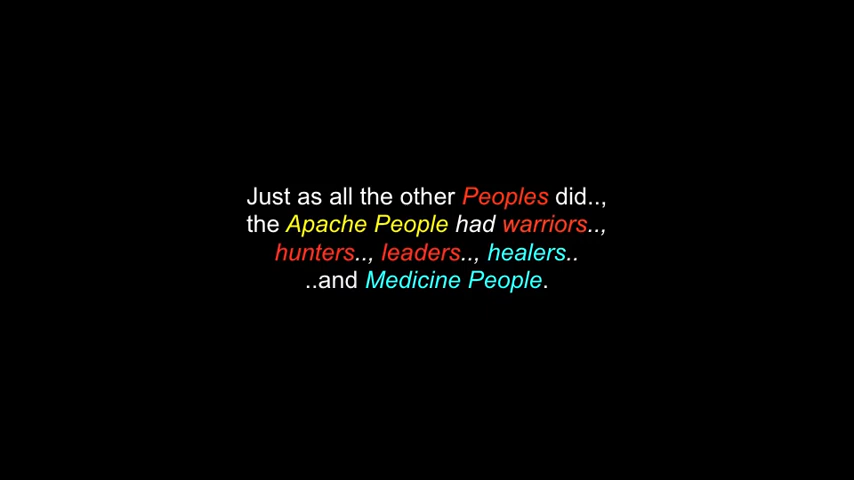 Just as all the other Peoples did..,
the Apache People had warriors..,
hunters.., leaders.., healers..
..and Medicine People.